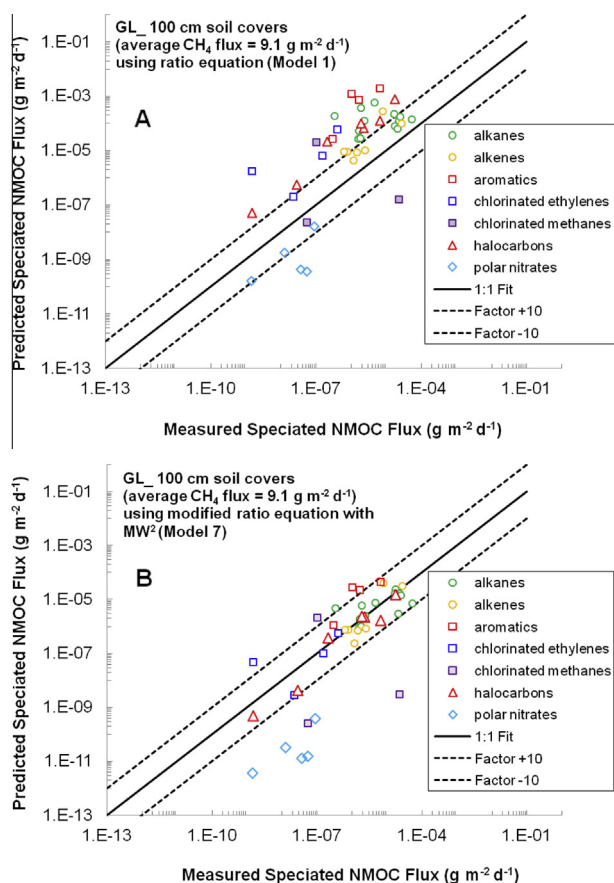 GL_ 100 cm soil covers
(average CH4 flux = 9.1 g m-2 d-1)
using ratio equation (Model 1)
A
Predicted Speciated NMOC Flux (g m-2 d-1)
1.E-01
1.E-03
1.E-05
1.E-07
1.E-09
1.E-11
1.E-13
alkanes
alkenes
aromatics
chlorinated ethylenes
chlorinated methanes
halocarbons
polar nitrates
1:1 Fit
Factor +10
Factor -10
1.E-13
1.E-10
1.E-07
1.E-04
1.E-01
Measured Speciated NMOC Flux (g m-2 d-1)
GL_ 100 cm soil covers
(average CH4 flux = 9.1 g m-2 d-1)
using modified ratio equation with
MW2 (Model 7)
B
Predicted Speciated NMOC Flux (g m-2 d-1)
1.E-01
1.E-03
1.E-05
1.E-07
1.E-09
1.E-11
1.E-13
alkanes
alkenes
aromatics
chlorinated ethylenes
chlorinated methanes
halocarbons
polar nitrates
1:1 Fit
Factor +10
Factor -10
1.E-13
1.E-10
1.E-07
1.E-04
1.E-01
Measured Speciated NMOC Flux (g m-2 d-1)